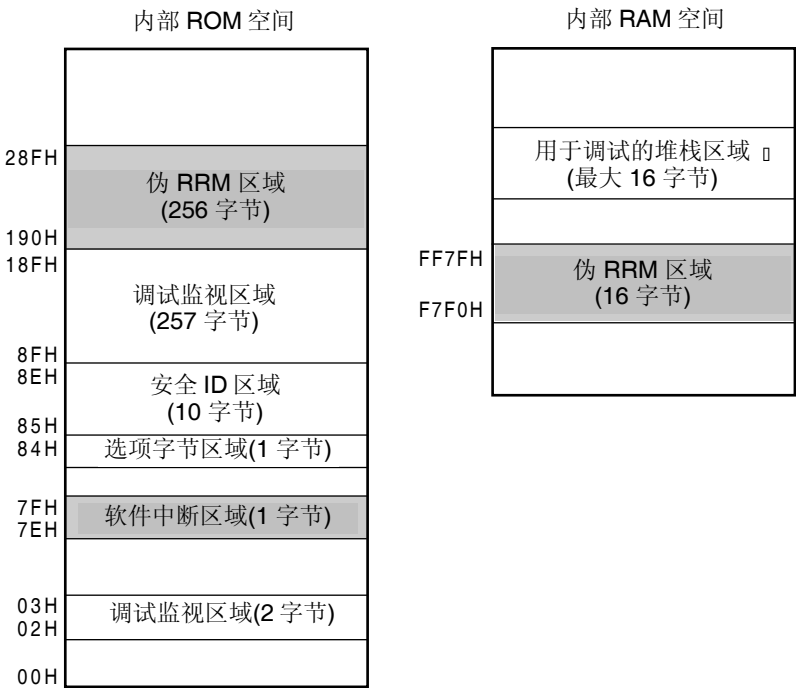 内部 ROM 空间
28FH
伪 RRM 区域
(256 字节)
190H
18FH
调试监视区域
(257 字节)
8FH
8EH
安全 ID 区域
(10 字节)
85H
84H
选项字节区域(1 字节)
7FH
7EH
软件中断区域(1 字节)
03H
02H
调试监视区域(2 字节)
00H
内部 RAM 空间
用于调试的堆栈区域
(最大 16 字节)
FF7FH
伪 RRM 区域
(16 字节)
F7F0H